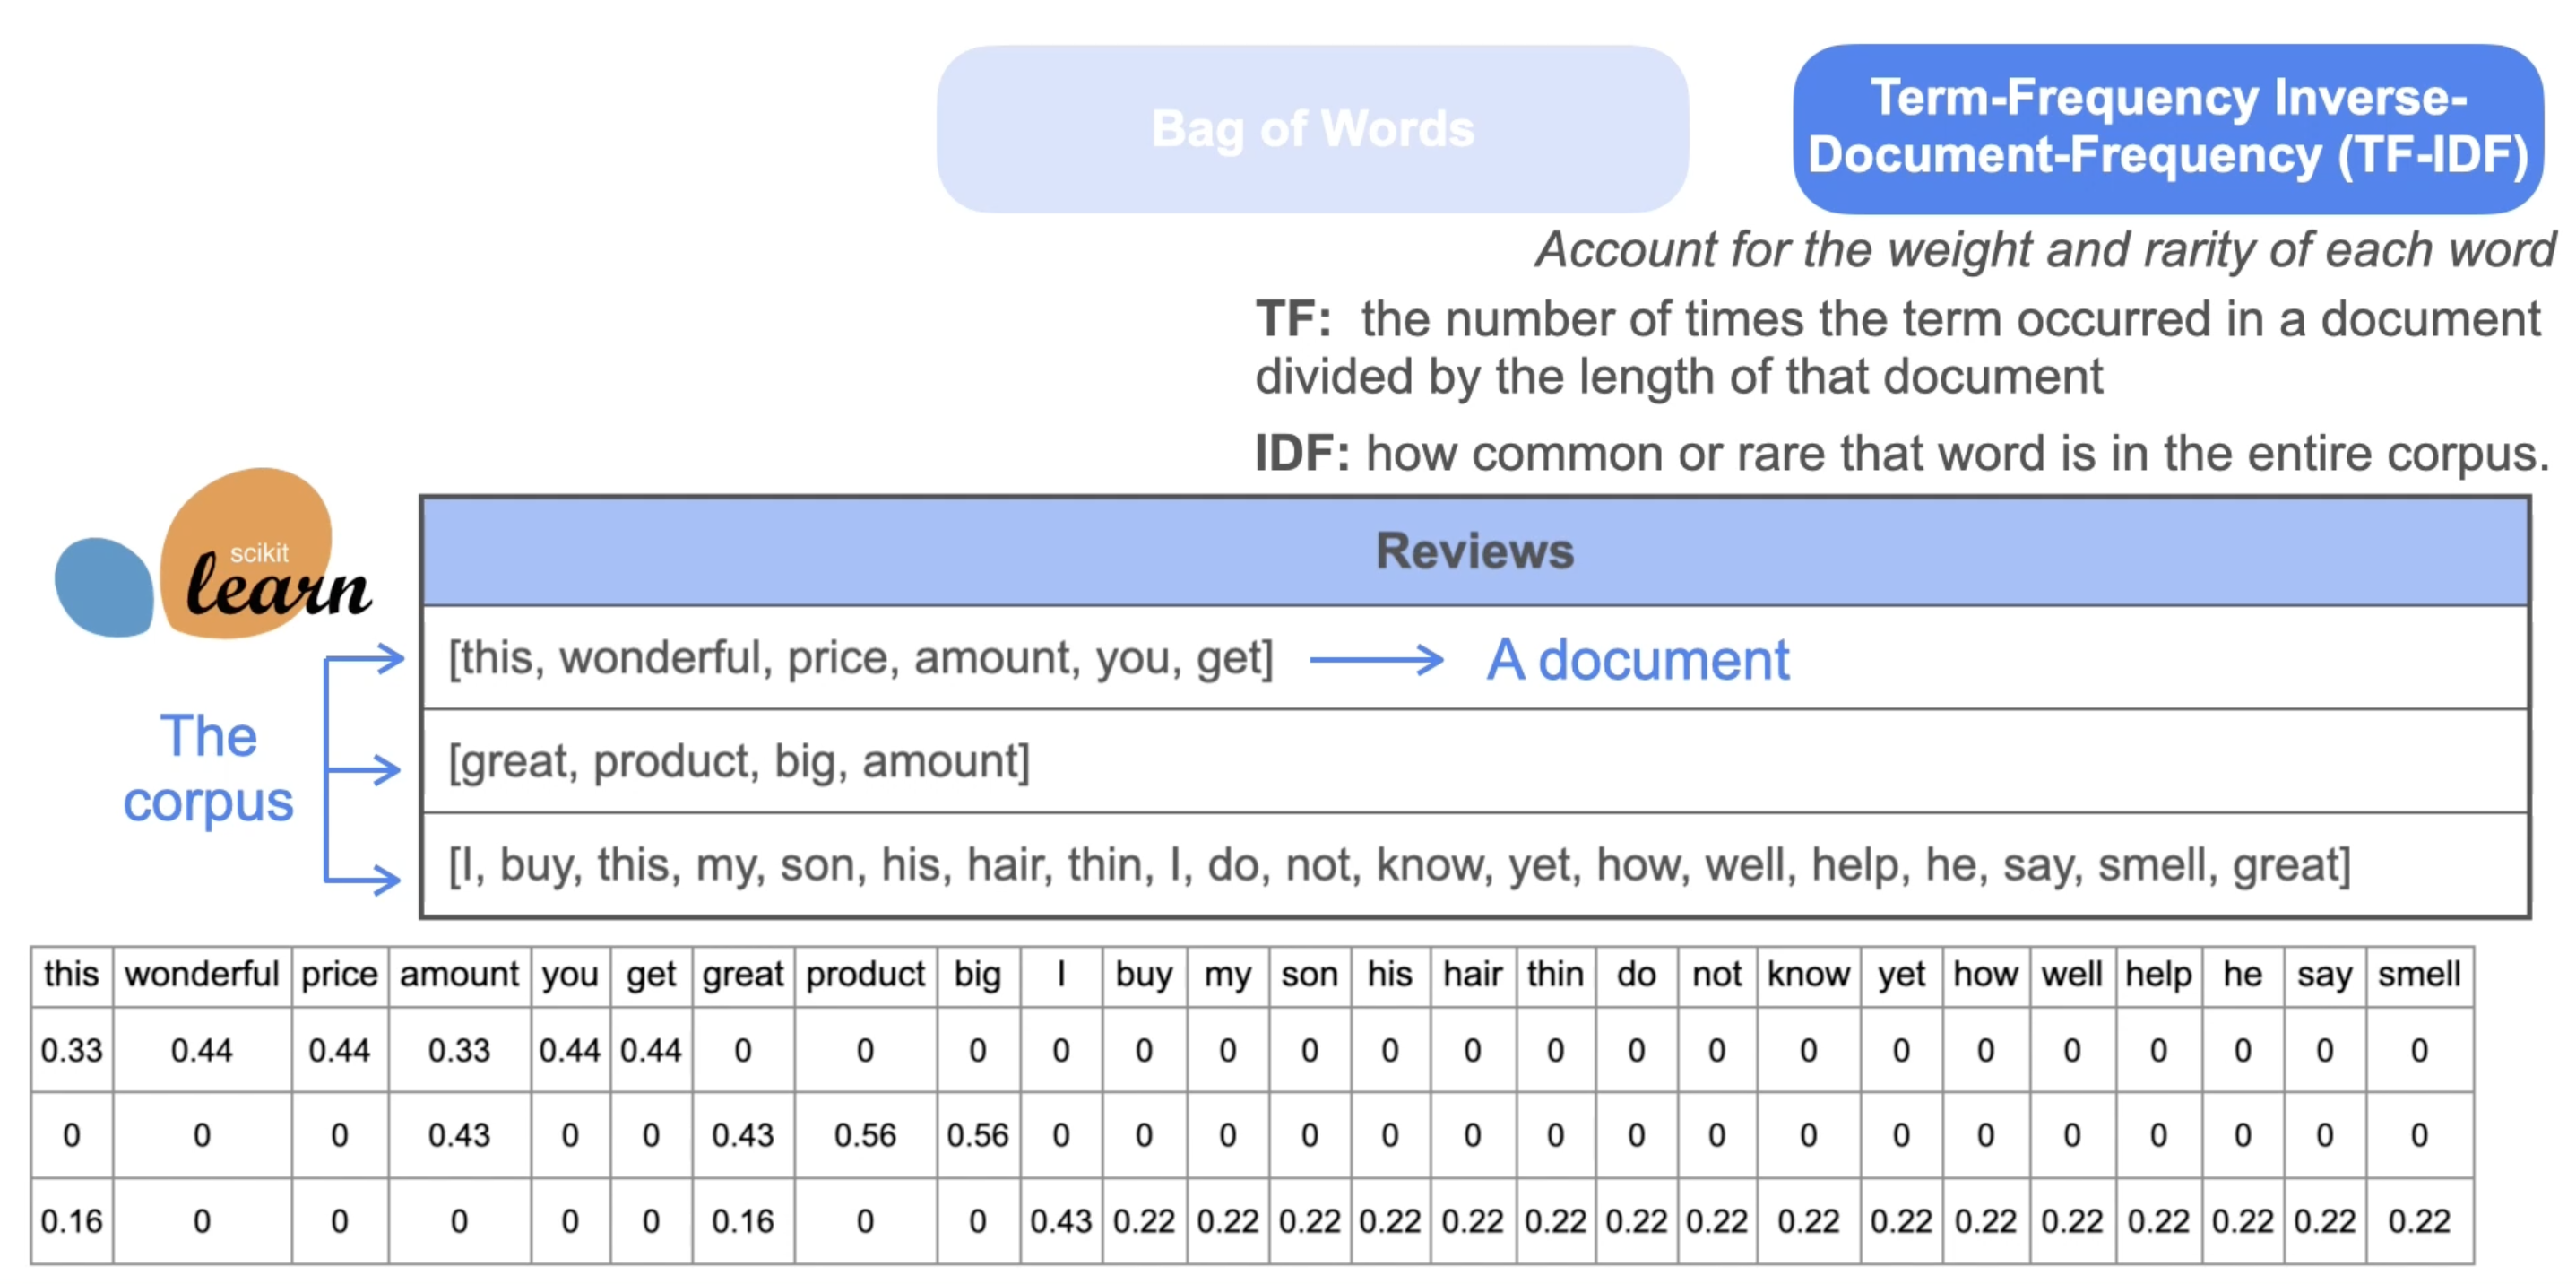 Bag of Words
Term-Frequency Inverse-
Document-Frequency (TF-IDF)
Account for the weight and rarity of each word
TF: the number of times the term occurred in a document
divided by the length of that document
IDF: how common or rare that word is in the entire corpus.
scikit
learn
Reviews
[this, wonderful, price, amount, you, get]
A document
The
corpus
[great, product, big, amount]
[I, buy, this, my, son, his, hair, thin, I, do, not, know, yet, how, well, help, he, say, smell, great]
this wonderful price amount you get great product big I buy my son his hair thin do not know yet how well help he say smell
0.33 0.44 0.44 0.33 0.44 0.44 0 0 0 0 0 0 0 0 0 0 0 0 0 0 0 0 0 0 0 0
0 0 0 0.43 0 0 0.43 0.56 0.56 0 0 0 0 0 0 0 0 0 0 0 0 0 0 0 0 0
0.16 0 0 0 0 0 0.16 0 0 0.43 0.22 0.22 0.22 0.22 0.22 0.22 0.22 0.22 0.22 0.22 0.22 0.22 0.22 0.22 0.22 0.22